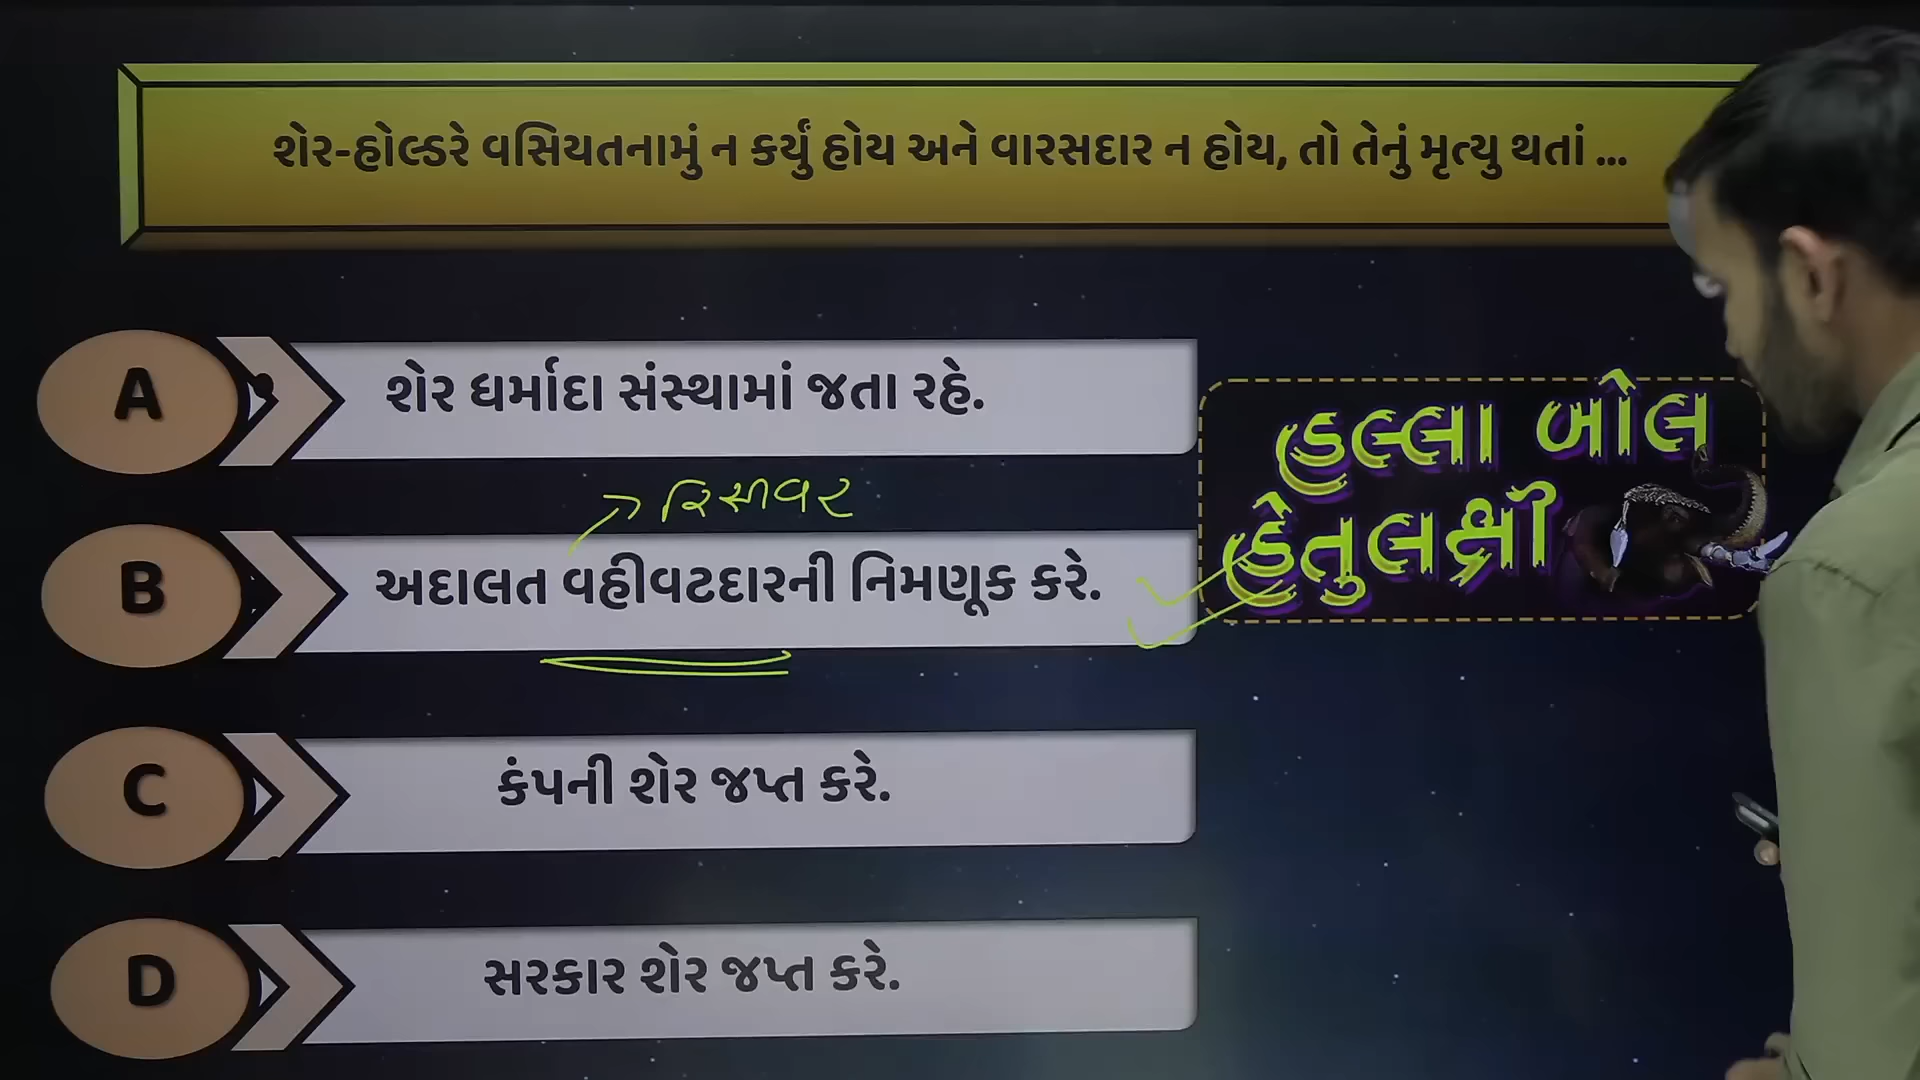 શેર-હોલ્ડરે વસિયતનામું ન કર્યું હોય અને વારસદાર ન હોય, તો તેનું મૃત્યુ થતાં ...
A
શેર ધર્માદા સંસ્થામાં જતા રહે.
રિસીવર
B
અદાલત વહીવટદારની નિમણૂક કરે.
C
કંપની શેર જપ્ત કરે.
D
સરકાર શેર જપ્ત કરે.
હલ્લા બોલ
હેતુલક્ષી